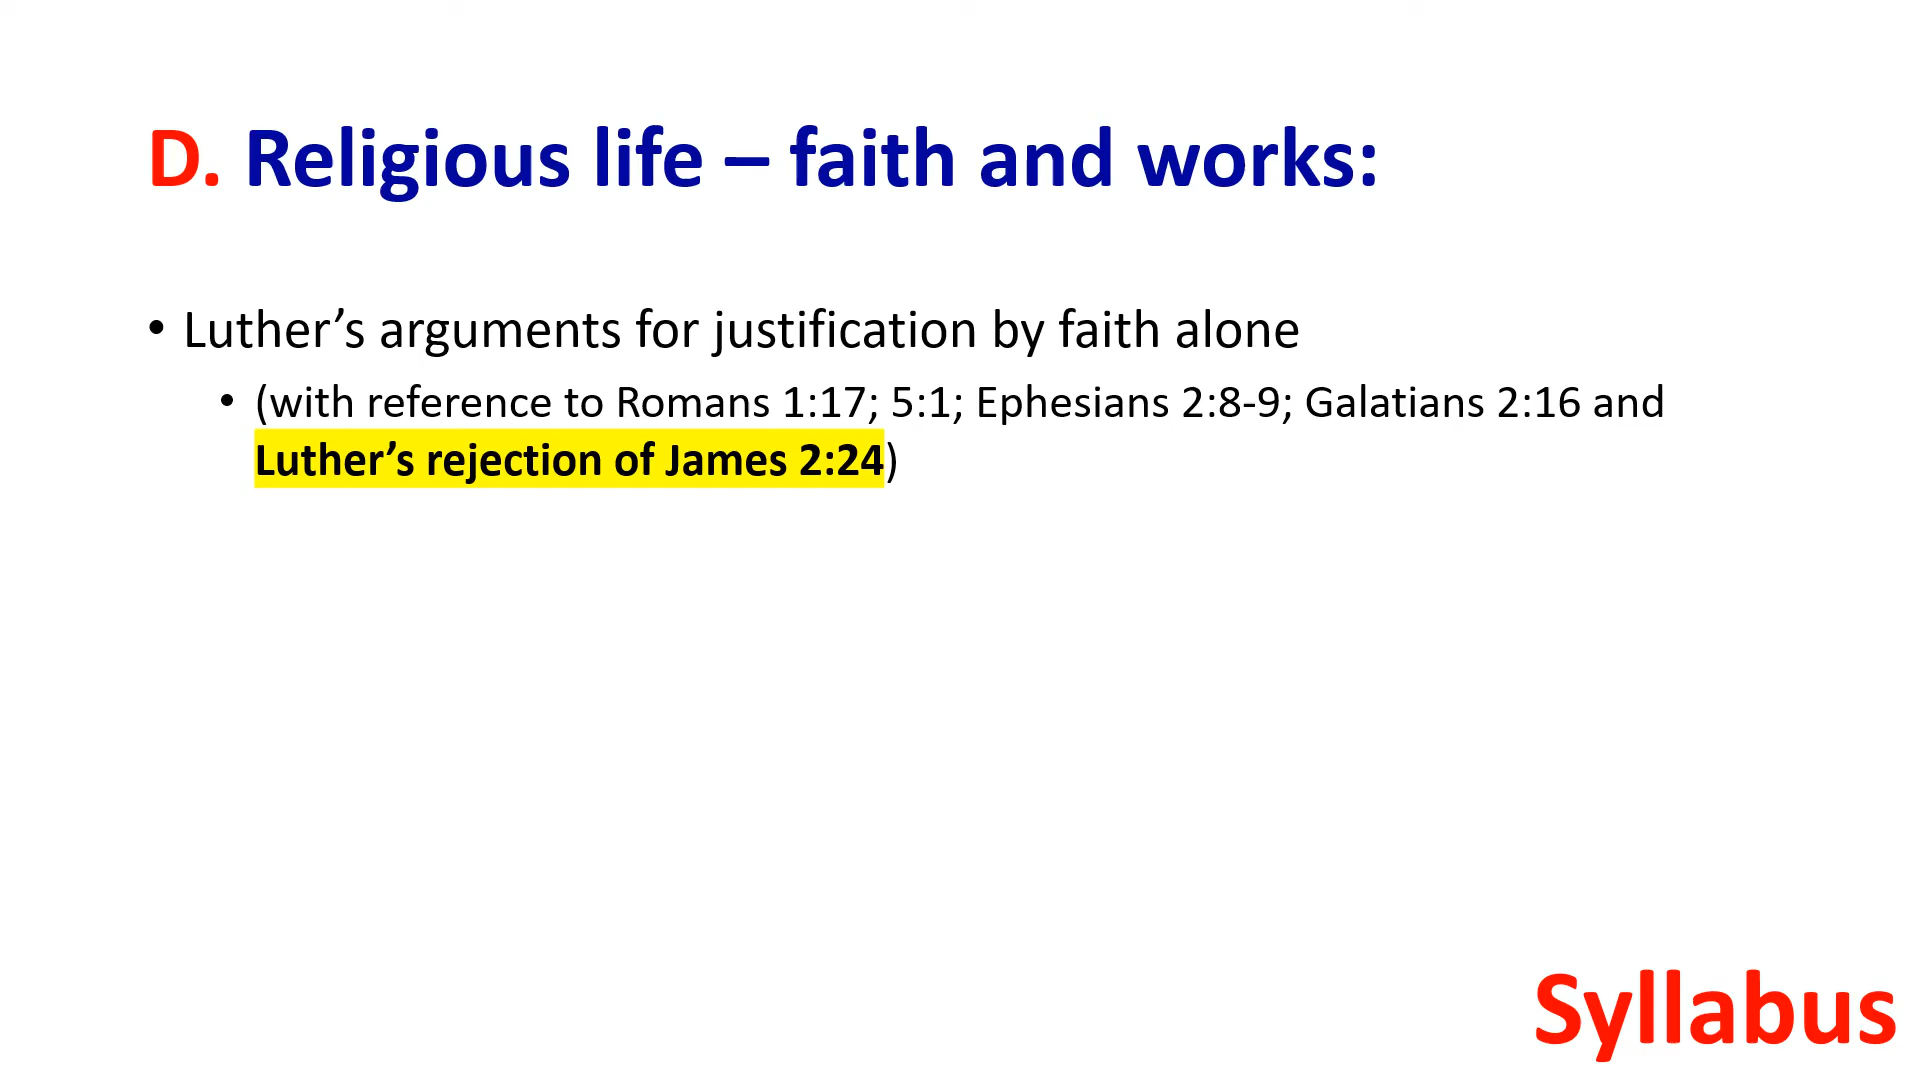 D. Religious life – faith and works:
• Luther’s arguments for justification by faith alone
• (with reference to Romans 1:17; 5:1; Ephesians 2:8-9; Galatians 2:16 and
Luther’s rejection of James 2:24)
Syllabus